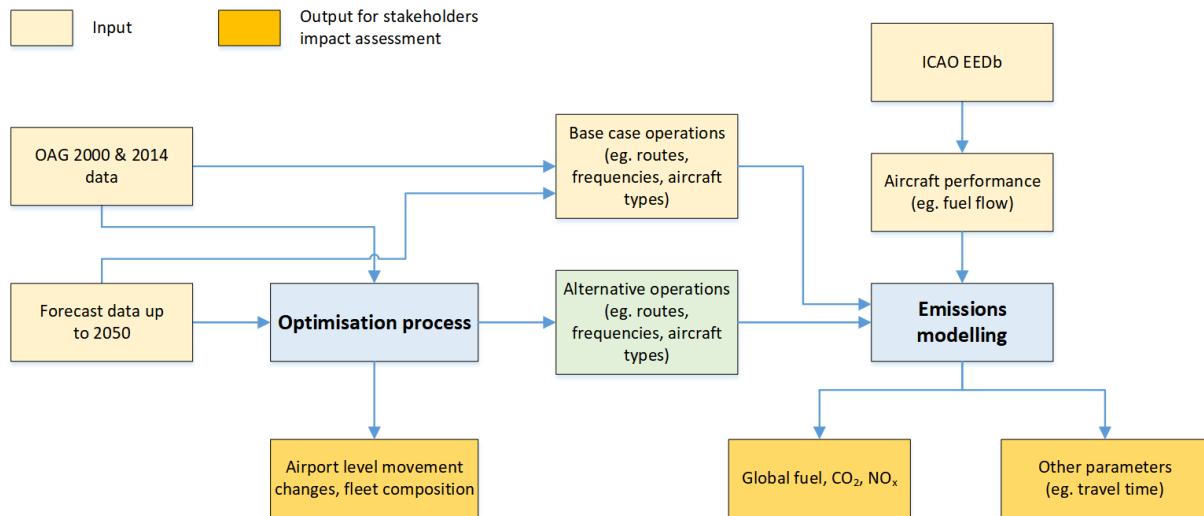 Input
Output for stakeholders
impact assessment
ICAO EEDb
OAG 2000 & 2014
data
Base case operations
(eg. routes,
frequencies, aircraft
types)
Aircraft performance
(eg. fuel flow)
Forecast data up
to 2050
Optimisation process
Alternative operations
(eg. routes,
frequencies, aircraft
types)
Emissions
modelling
Airport level movement
changes, fleet composition
Global fuel, CO₂, NOₓ
Other parameters
(eg. travel time)